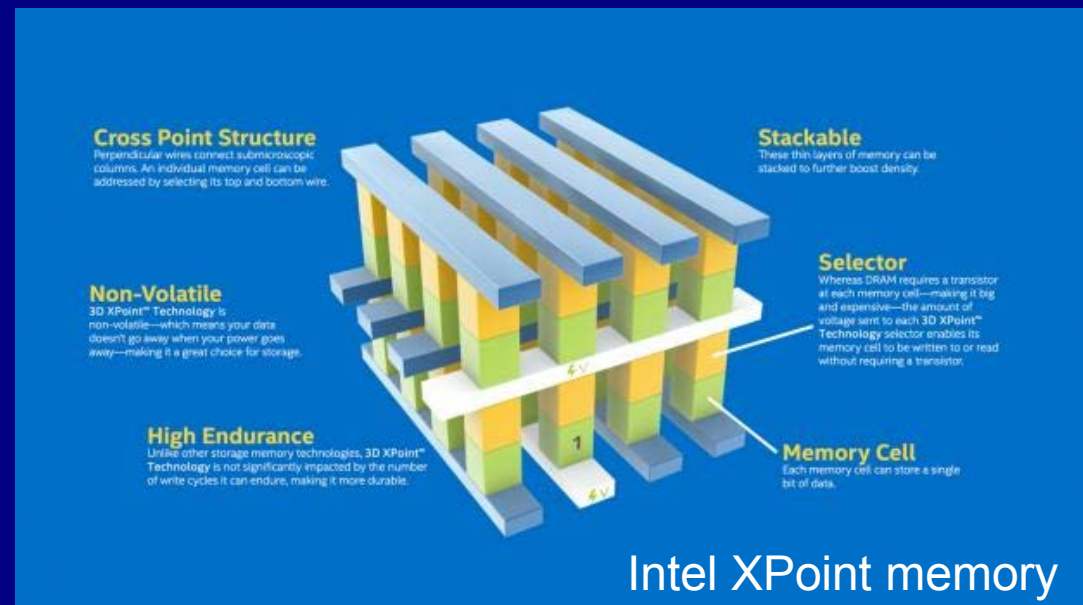 Cross Point Structure
Perpendicular wires connect submicroscopic
columns. An individual memory cell can be
addressed by selecting its top and bottom wire.
Stackable
These thin layers of memory can be
stacked to further boost density.
Non-Volatile
3D XPoint™ Technology is
non-volatile—which means your data
doesn't go away when your power goes
away—making it a great choice for storage.
Selector
Whereas DRAM requires a transistor
at each memory cell—making it big
and expensive—the amount of
voltage sent to each 3D XPoint™
Technology selector enables its
memory cell to be written to or read
without requiring a transistor.
High Endurance
Unlike other storage memory technologies, 3D XPoint™
Technology is not significantly impacted by the number
of write cycles it can endure, making it more durable.
Memory Cell
Each memory cell can store a single
bit of data.
V
1
V
Intel XPoint memory